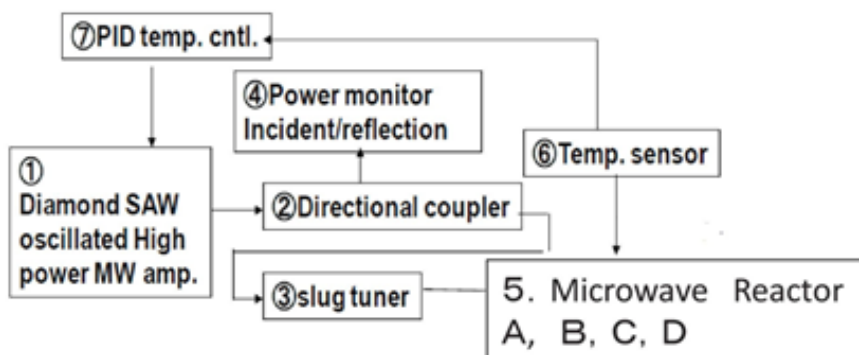 ⑦PID temp. cntl.
④Power monitor
Incident/reflection
⑥Temp. sensor
①
Diamond SAW
oscillated High
power MW amp.
②Directional coupler
③slug tuner
５. Microwave Reactor
A, Ｂ, Ｃ, Ｄ